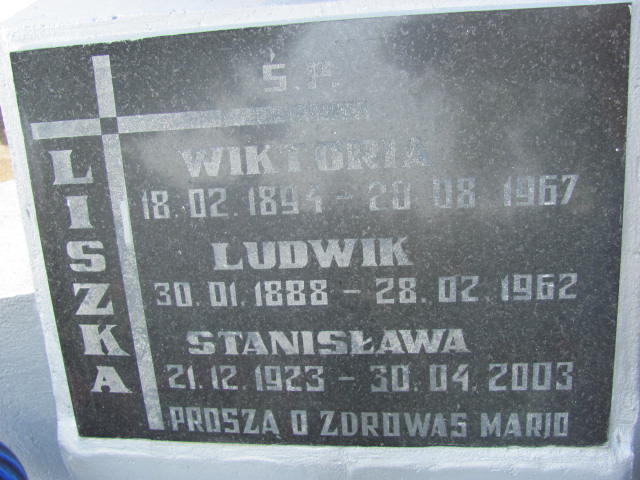 Ś.P.
LISZKA
WIKTORIA
18.02.1894 - 20.08.1967
LUDWIK
30.01.1888 - 28.02.1962
STANISŁAWA
21.12.1923 - 30.04.2003
PROSZĄ O ZDROWAŚ MARIO